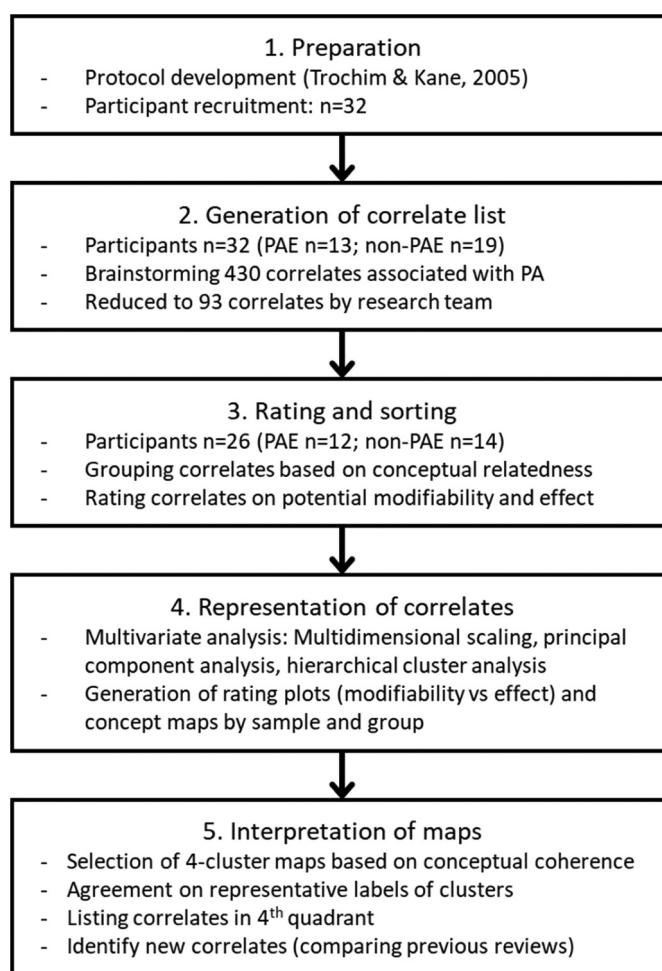 1. Preparation
- Protocol development (Trochim & Kane, 2005)
- Participant recruitment: n=32
2. Generation of correlate list
- Participants n=32 (PAE n=13; non-PAE n=19)
- Brainstorming 430 correlates associated with PA
- Reduced to 93 correlates by research team
3. Rating and sorting
- Participants n=26 (PAE n=12; non-PAE n=14)
- Grouping correlates based on conceptual relatedness
- Rating correlates on potential modifiability and effect
4. Representation of correlates
- Multivariate analysis: Multidimensional scaling, principal
component analysis, hierarchical cluster analysis
- Generation of rating plots (modifiability vs effect) and
concept maps by sample and group
5. Interpretation of maps
- Selection of 4-cluster maps based on conceptual coherence
- Agreement on representative labels of clusters
- Listing correlates in 4th quadrant
- Identify new correlates (comparing previous reviews)